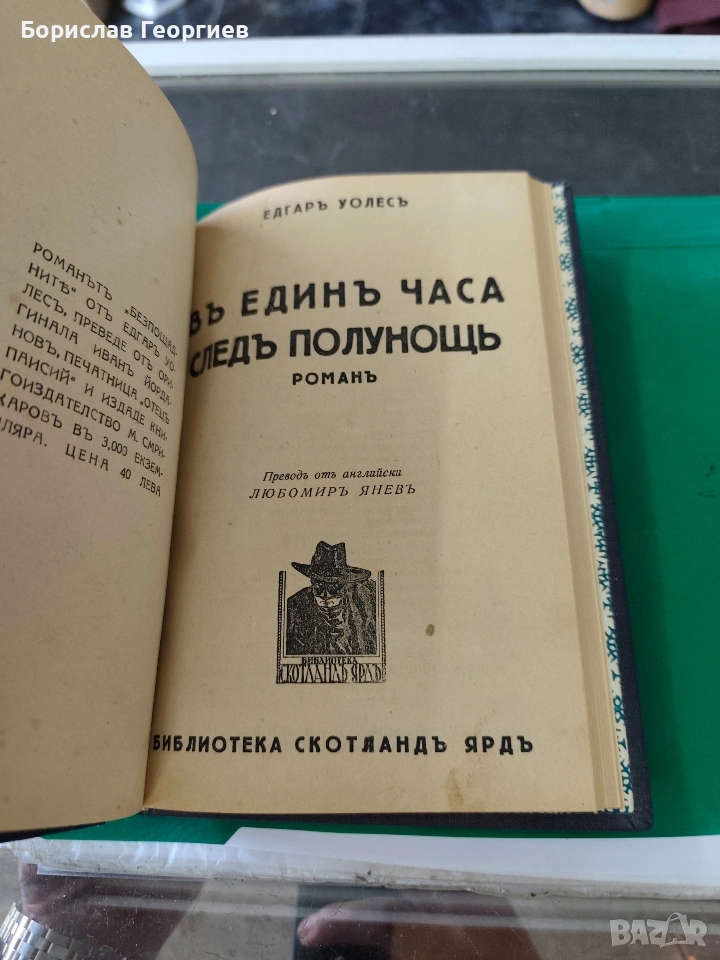 Борислав Георгиев
РОМАНЪТЪ „БЕЗПОЩАД-
НИТѢ" ОТЪ ЕДГАРЪ УО-
ЛЕСЪ, ПРЕВЕДЕ ОТЪ ОРИ-
ГИНАЛА ИВАНЪ ЙОРДА-
НОВЪ, ПЕЧАТНИЦА „ОТЕЦЪ
ПАИСИЙ" И ИЗДАДЕ КНИ-
ГОИЗДАТЕЛСТВО М. СМРИ-
КАРОВЪ ВЪ 3,000 ЕКЗЕМ-
ПЛЯРА. ЦЕНА 40 ЛЕВА
ЕДГАРЪ УОЛЕСЪ
ВЪ ЕДИНЪ ЧАСА
СЛЕДЪ ПОЛУНОЩЬ
РОМАНЪ
Преводъ отъ английски
ЛЮБОМИРЪ ЯНЕВЪ
БИБЛИОТЕКА
СКОТЛАНДЪ ЯРДЪ
БИБЛИОТЕКА СКОТЛАНДЪ ЯРДЪ
BAZAR